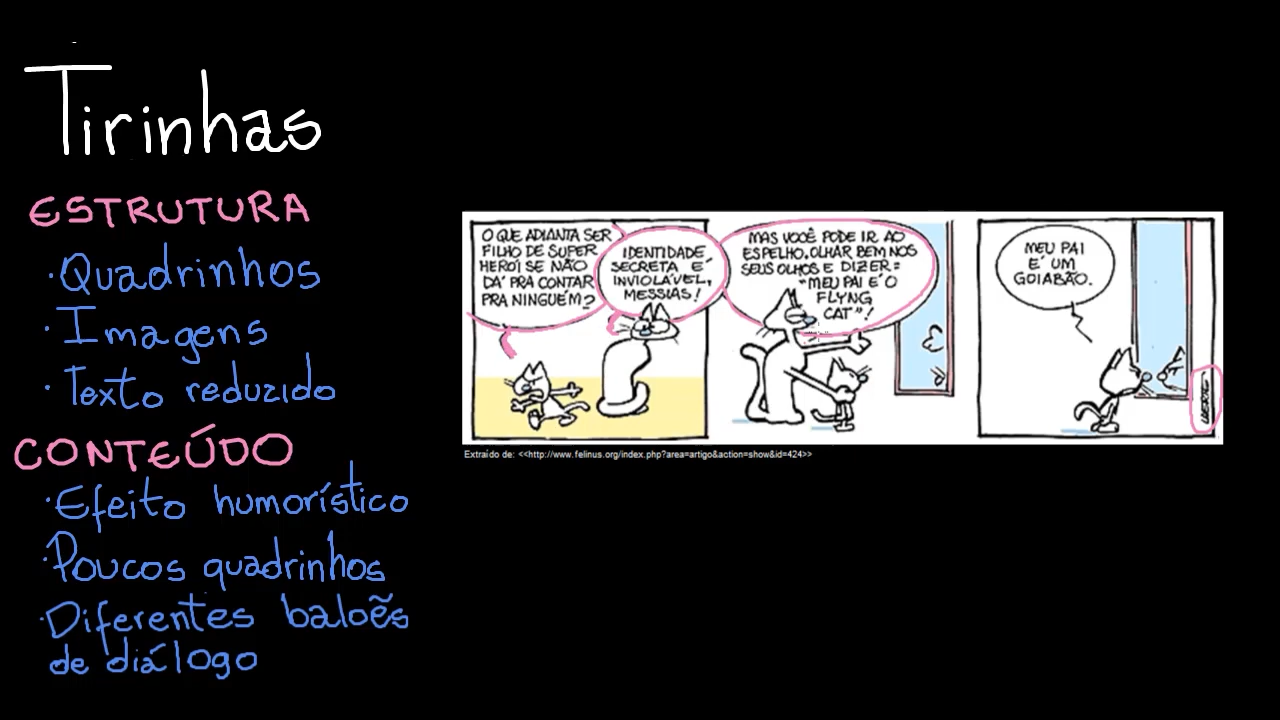 Tirinhas
ESTRUTURA
·Quadrinhos
·Imagens
·Texto reduzido
CONTEÚDO
·Efeito humorístico
·Poucos quadrinhos
·Diferentes balões
de diálogo
O QUE ADIANTA SER
FILHO DE SUPER
HERÓI SE NÃO
DÁ PRA CONTAR
PRA NINGUÉM?
IDENTIDADE
SECRETA É
INVIOLÁVEL,
MESSIAS!
MAS VOCÊ PODE IR AO
ESPELHO, OLHAR BEM NOS
SEUS OLHOS E DIZER:
"MEU PAI É O
FLYNG
CAT"!
MEU PAI
É UM
GOIABÃO.
Extraído de: <<http://www.felinus.org/index.php?area=artigo&action=show&id=424>>